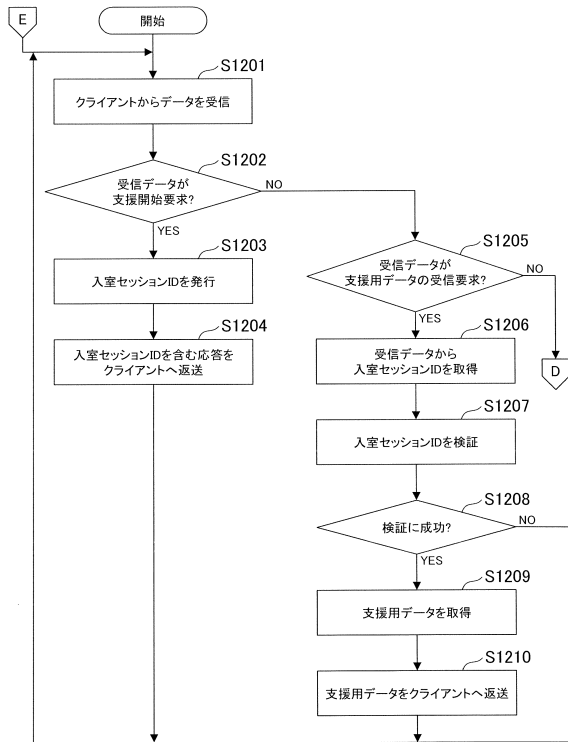 E
開始
S1201
クライアントからデータを受信
S1202
受信データが
支援開始要求?
NO
YES
S1203
入室セッションIDを発行
S1204
入室セッションIDを含む応答を
クライアントへ返送
S1205
受信データが
支援用データの受信要求?
NO
YES
D
S1206
受信データから
入室セッションIDを取得
S1207
入室セッションIDを検証
S1208
検証に成功?
NO
YES
S1209
支援用データを取得
S1210
支援用データをクライアントへ返送